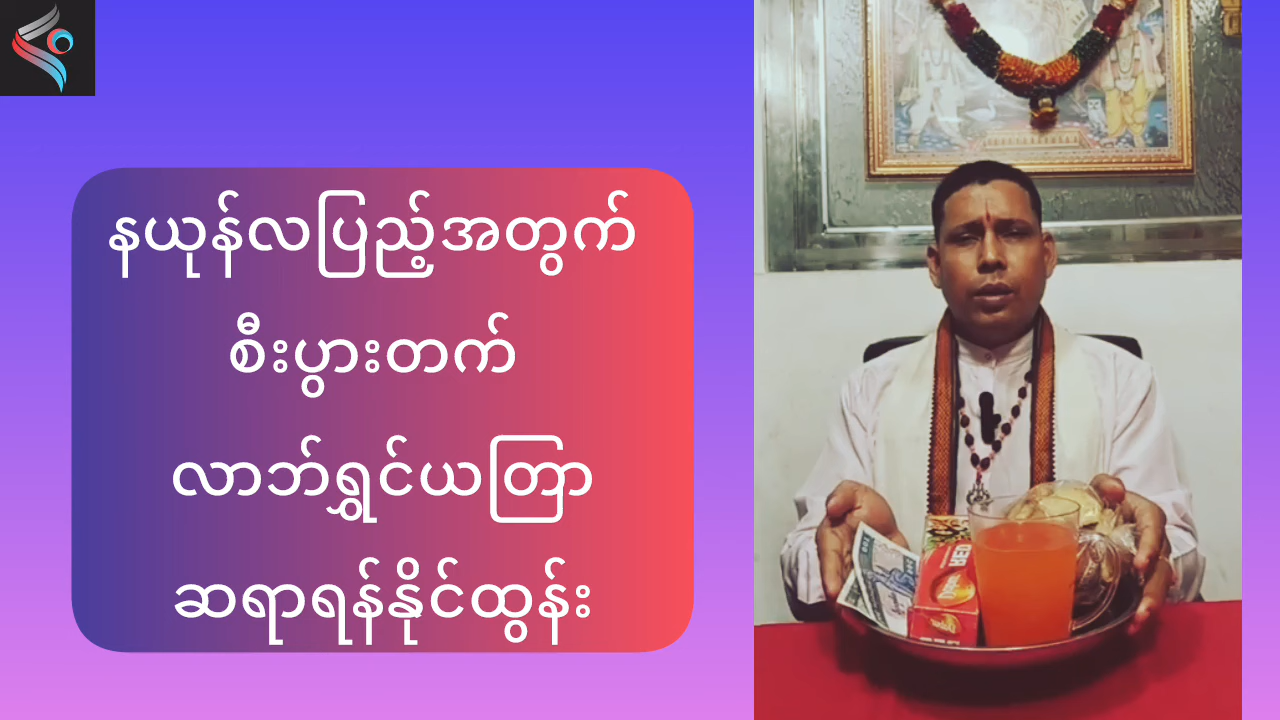 နယုန်လပြည့်အတွက်
စီးပွားတက်
လာဘ်ရွှင်ယတြာ
ဆရာရန်နိုင်ထွန်း